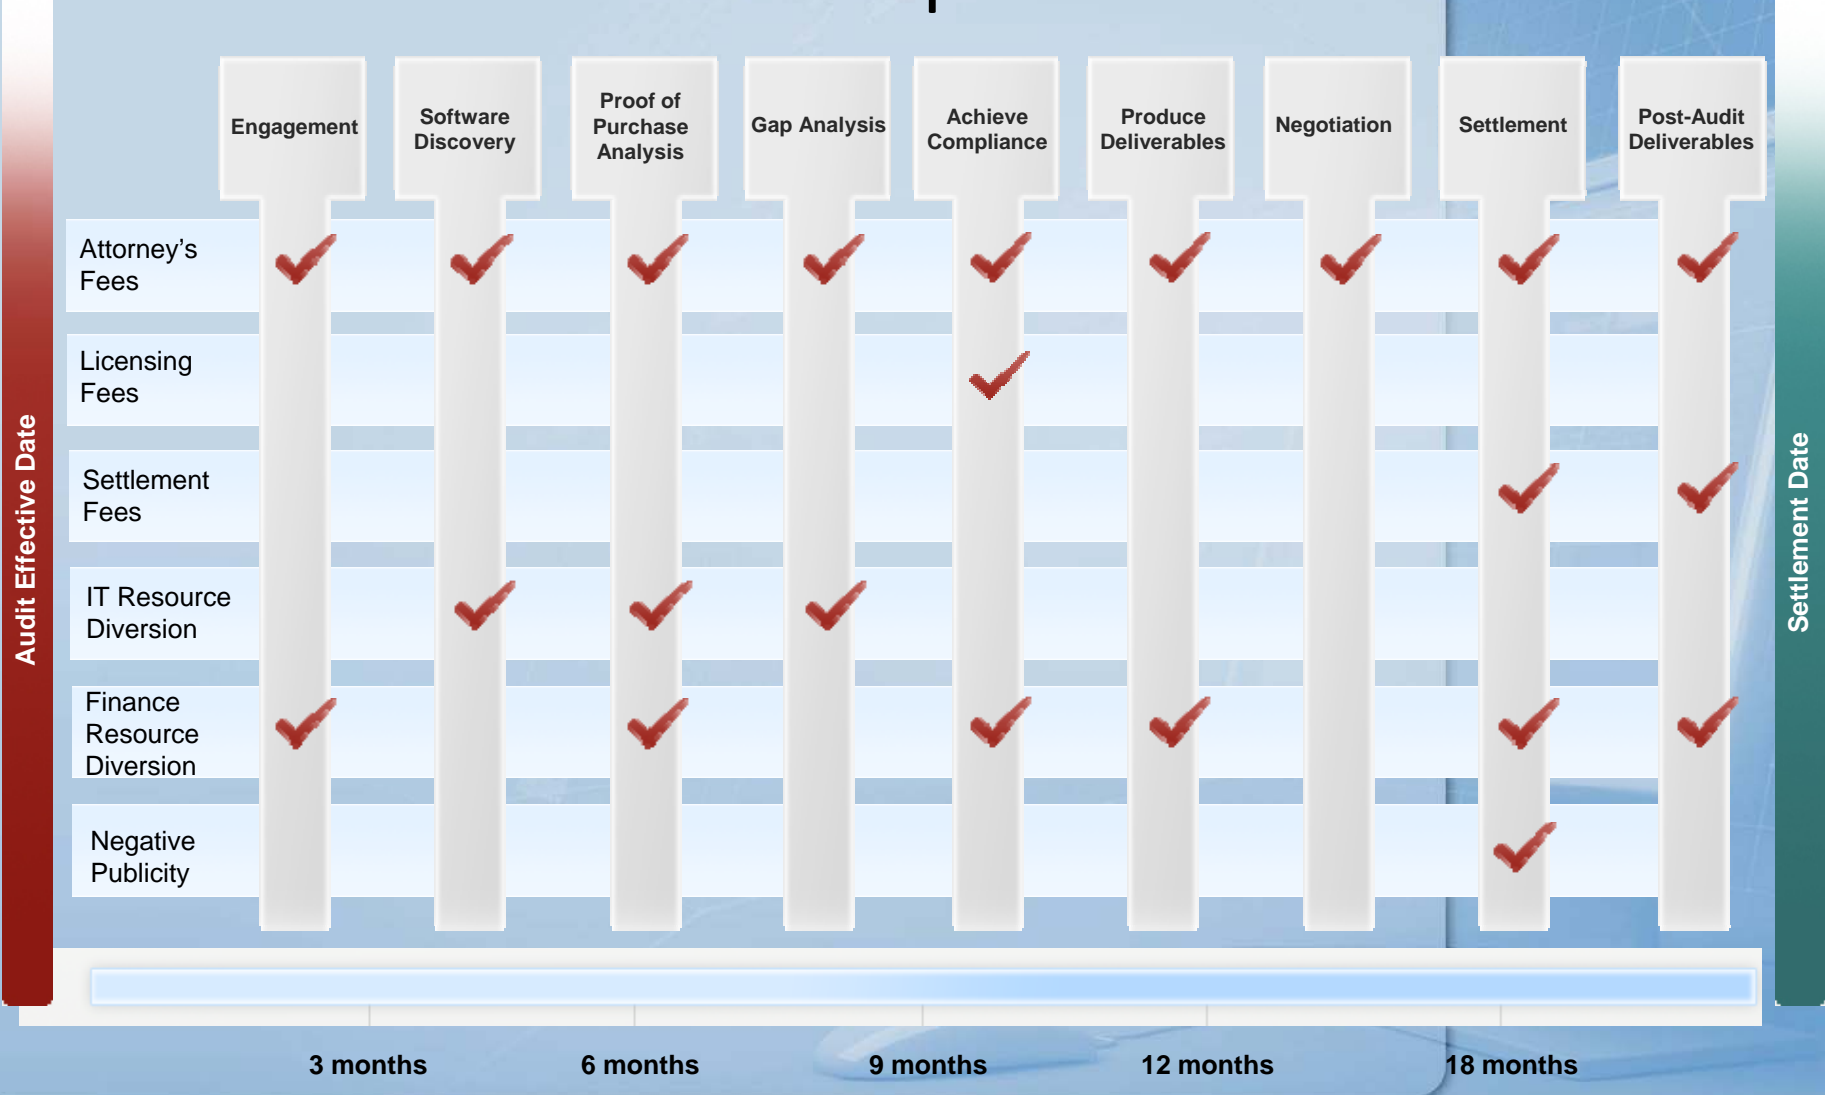 Engagement
Software
Discovery
Proof of
Purchase
Analysis
Gap Analysis
Achieve
Compliance
Produce
Deliverables
Negotiation
Settlement
Post-Audit
Deliverables
Audit Effective Date
Attorney’s
Fees
Licensing
Fees
Settlement
Fees
IT Resource
Diversion
Finance
Resource
Diversion
Negative
Publicity
Settlement Date
3 months
6 months
9 months
12 months
18 months